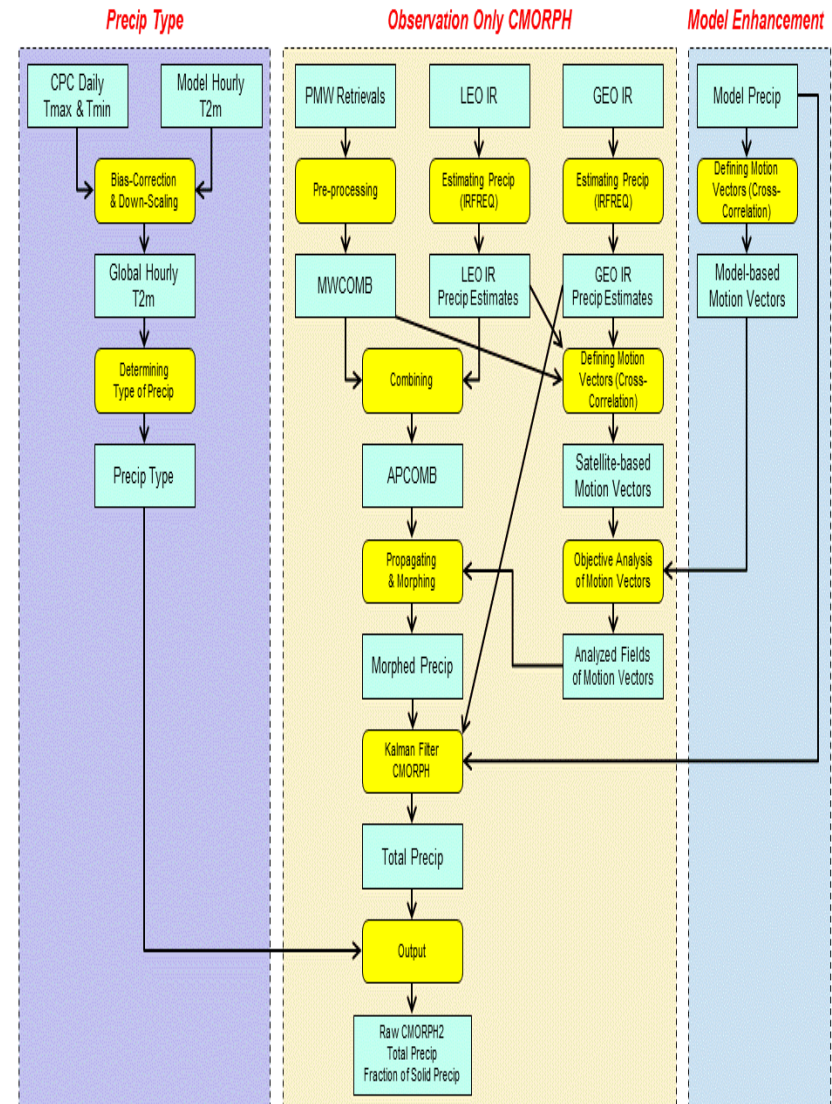 Precip Type
Observation Only CMORPH
Model Enhancement
CPC Daily
Tmax & Tmin
Model Hourly
T2m
Bias-Correction
& Down-Scaling
Global Hourly
T2m
Determining
Type of Precip
Precip Type
PMW Retrievals
LEO IR
GEO IR
Pre-processing
Estimating Precip
(IRFREQ)
Estimating Precip
(IRFREQ)
MWCOMB
LEO IR
Precip Estimates
GEO IR
Precip Estimates
Combining
Defining Motion
Vectors (Cross-
Correlation)
APCOMB
Satellite-based
Motion Vectors
Propagating
& Morphing
Objective Analysis
of Motion Vectors
Morphed Precip
Analyzed Fields
of Motion Vectors
Kalman Filter
CMORPH
Total Precip
Output
Raw CMORPH2
Total Precip
Fraction of Solid Precip
Model Precip
Defining Motion
Vectors (Cross-
Correlation)
Model-based
Motion Vectors